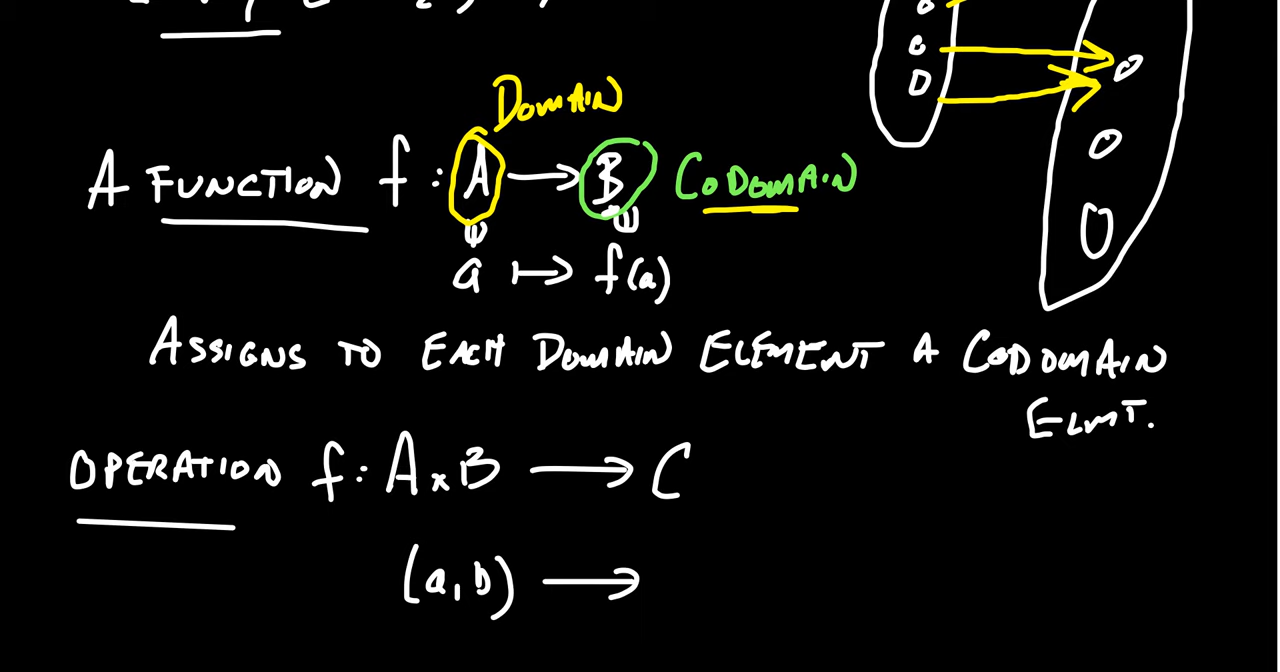 DOMAIN
A FUNCTION f : A → B CODOMAIN
a ↦ f(a)
ASSIGNS TO EACH DOMAIN ELEMENT A CODOMAIN
ELMT.
OPERATION f : A × B → C
(a, b) →